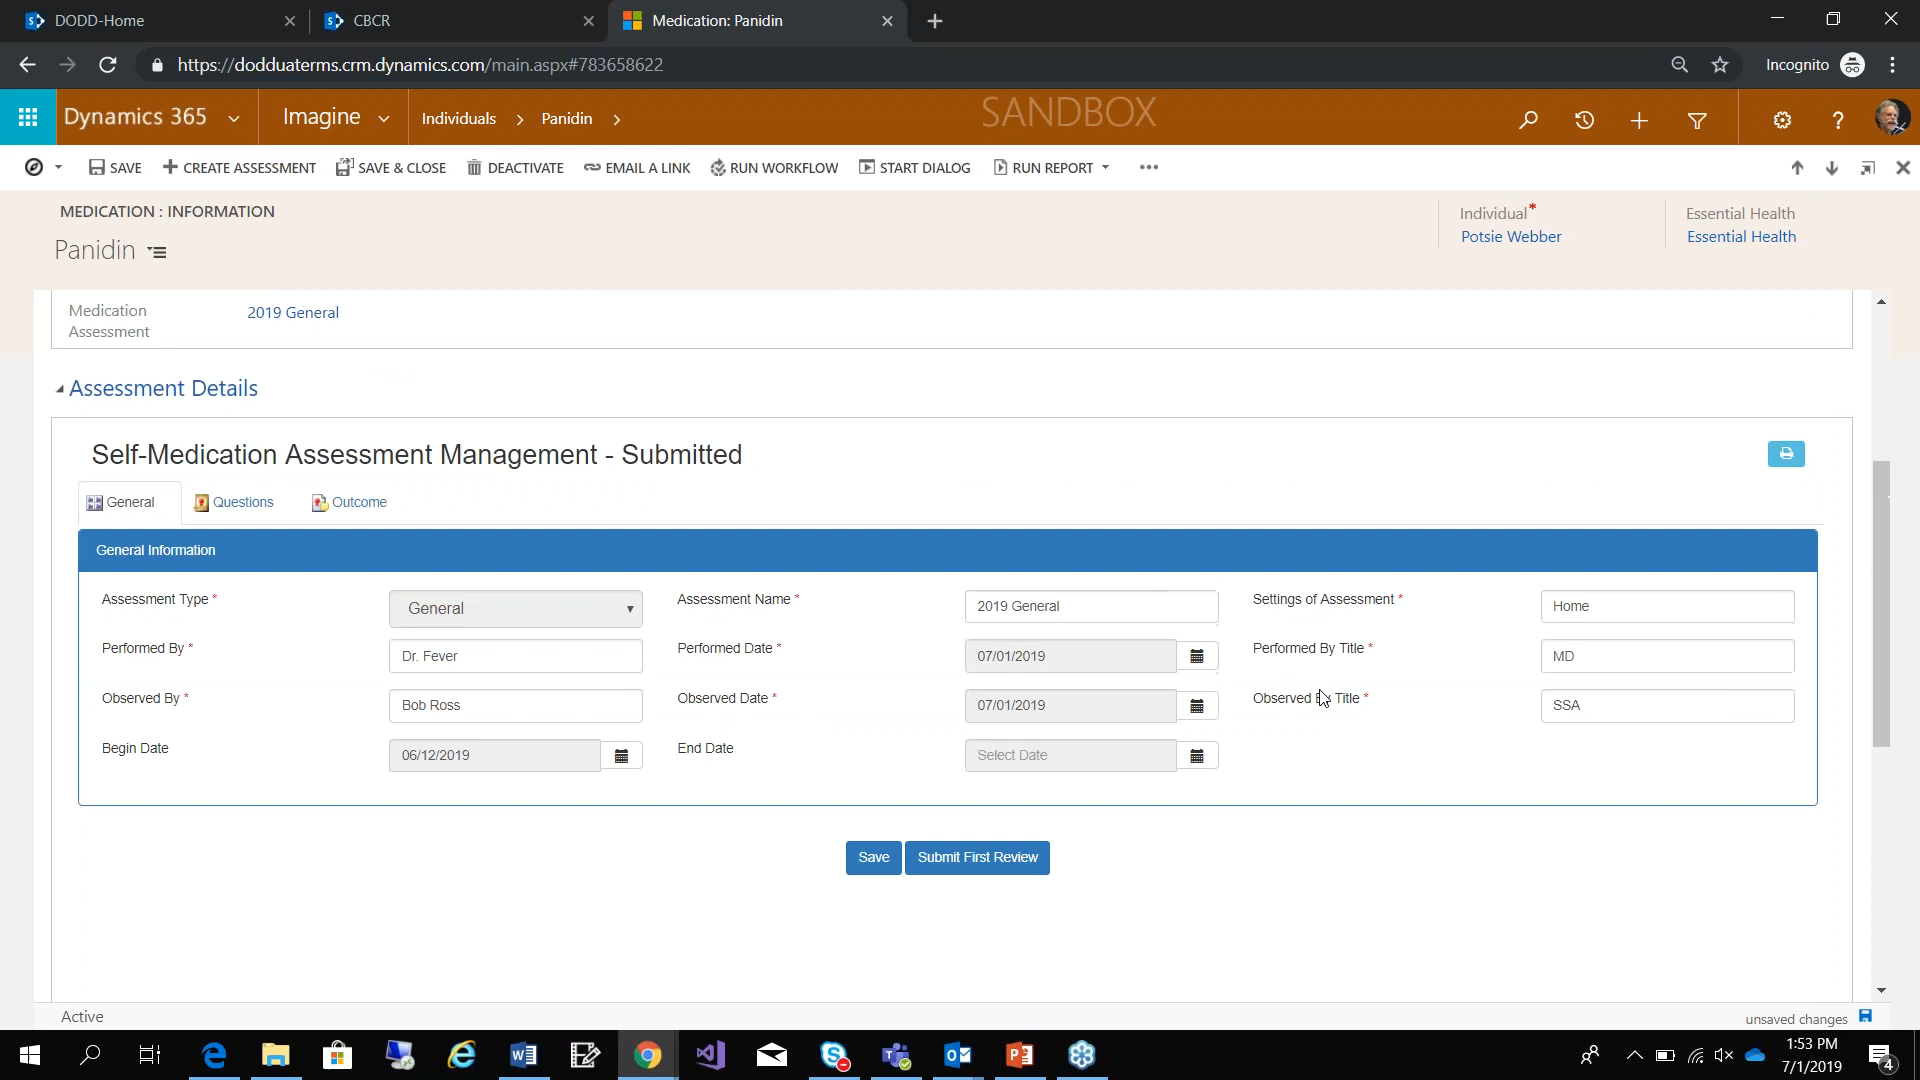 DODD-Home
CBCR
Medication: Panidin
https://dodduaterms.crm.dynamics.com/main.aspx#783658622
Incognito
Dynamics 365
Imagine
Individuals
Panidin
SANDBOX
SAVE
CREATE ASSESSMENT
SAVE & CLOSE
DEACTIVATE
EMAIL A LINK
RUN WORKFLOW
START DIALOG
RUN REPORT
MEDICATION : INFORMATION
Panidin
Individual*
Potsie Webber
Essential Health
Essential Health
Medication
Assessment
2019 General
Assessment Details
Self-Medication Assessment Management - Submitted
General
Questions
Outcome
General Information
Assessment Type *
General
Assessment Name *
2019 General
Settings of Assessment *
Home
Performed By *
Dr. Fever
Performed Date *
07/01/2019
Performed By Title *
MD
Observed By *
Bob Ross
Observed Date *
07/01/2019
Observed By Title *
SSA
Begin Date
06/12/2019
End Date
Select Date
Save
Submit First Review
Active
unsaved changes
1:53 PM
7/1/2019
4